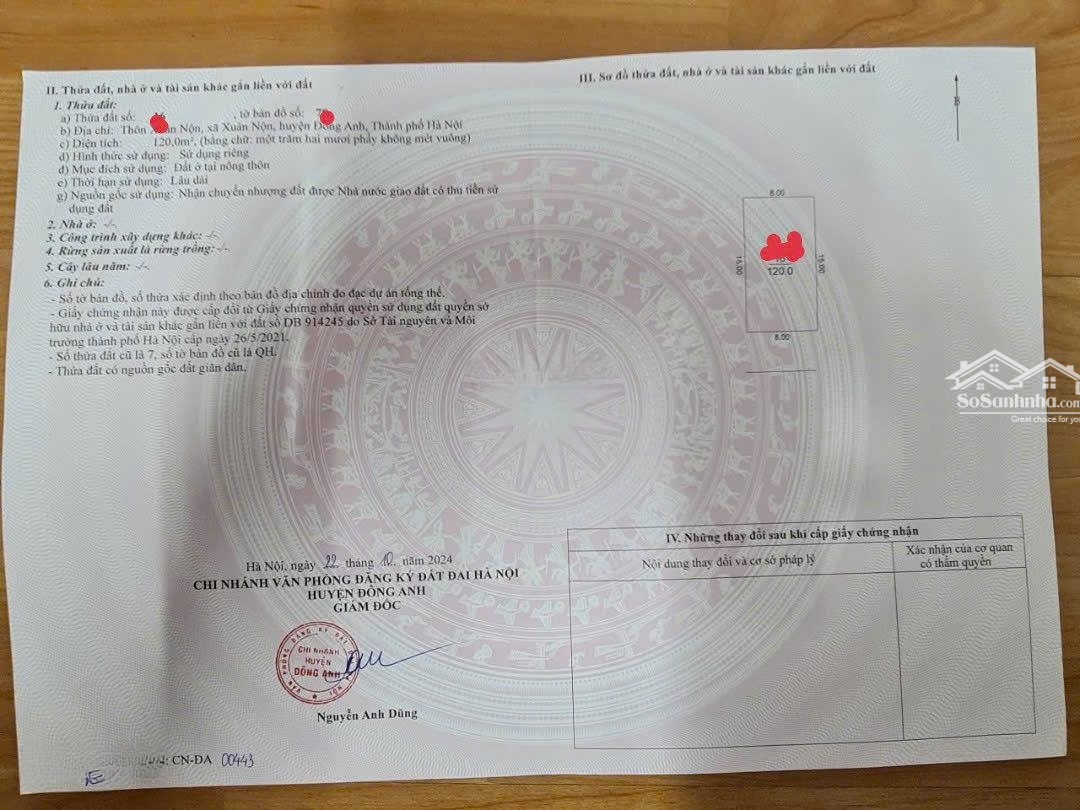 II. Thửa đất, nhà ở và tài sản khác gắn liền với đất
1. Thửa đất:
a) Thửa đất số: , tờ bản đồ số: 7
b) Địa chỉ: Thôn Xuân Nộn, xã Xuân Nộn, huyện Đông Anh, Thành phố Hà Nội
c) Diện tích: 120,0m², (bằng chữ: một trăm hai mươi phẩy không mét vuông)
d) Hình thức sử dụng: Sử dụng riêng
đ) Mục đích sử dụng: Đất ở tại nông thôn
e) Thời hạn sử dụng: Lâu dài
g) Nguồn gốc sử dụng: Nhận chuyển nhượng đất được Nhà nước giao đất có thu tiền sử
dụng đất
2. Nhà ở: -/-
3. Công trình xây dựng khác: -/-
4. Rừng sản xuất là rừng trồng: -/-
5. Cây lâu năm: -/-
6. Ghi chú:
- Số tờ bản đồ, số thửa xác định theo bản đồ địa chính đo đạc dự án tổng thể.
- Giấy chứng nhận này được cấp đổi từ Giấy chứng nhận quyền sử dụng đất quyền sở
hữu nhà ở và tài sản khác gắn liền với đất số DB 914245 do Sở Tài nguyên và Môi
trường thành phố Hà Nội cấp ngày 26/5/2021.
- Số thửa đất cũ là 7, số tờ bản đồ cũ là QH.
- Thửa đất có nguồn gốc đất giãn dân.
Hà Nội, ngày 22 tháng 10 năm 2024
CHI NHÁNH VĂN PHÒNG ĐĂNG KÝ ĐẤT ĐAI HÀ NỘI
HUYỆN ĐÔNG ANH
GIÁM ĐỐC
VĂN PHÒNG ĐĂNG KÝ ĐẤT
CHI NHÁNH
HUYỆN
ĐÔNG ANH
Nguyễn Anh Dũng
CN-ĐA 00443
III. Sơ đồ thửa đất, nhà ở và tài sản khác gắn liền với đất
B
8.00
15.00
120.0
15.00
8.00
SoSanhnha.com
Great choice for you
IV. Những thay đổi sau khi cấp giấy chứng nhận
Nội dung thay đổi và cơ sở pháp lý
Xác nhận của cơ quan
có thẩm quyền